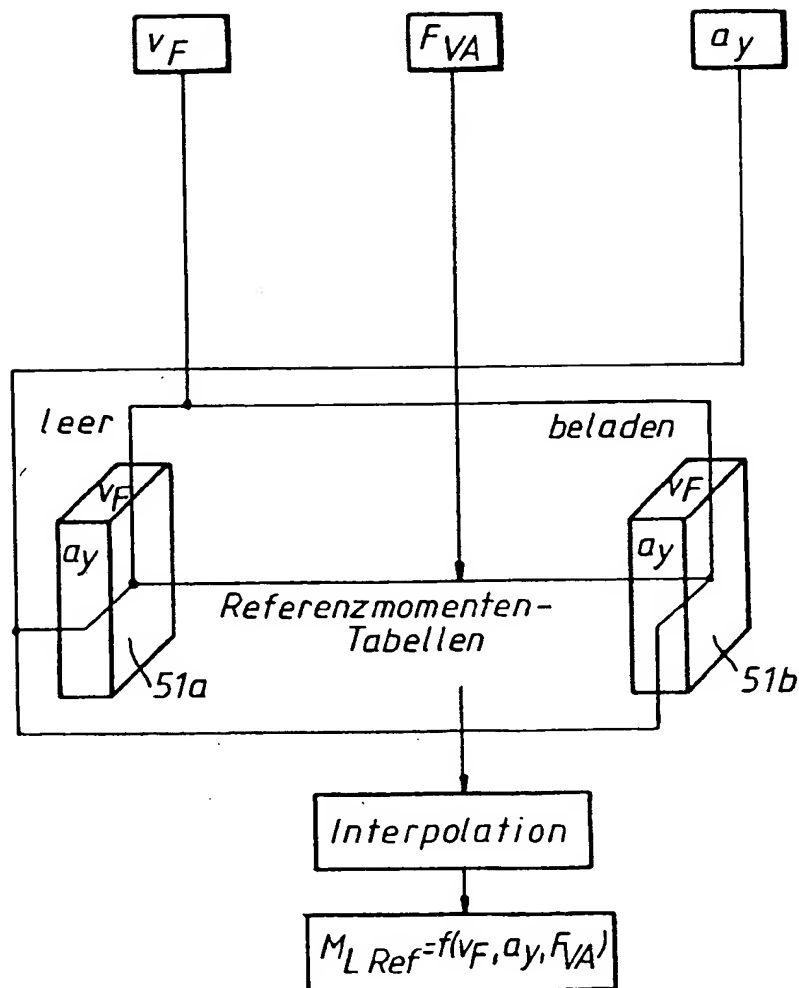 v_F
F_VA
a_y
leer
beladen
v_F
a_y
v_F
a_y
Referenzmomenten-
Tabellen
51a
51b
Interpolation
M_L Ref=f(v_F, a_y, F_VA)